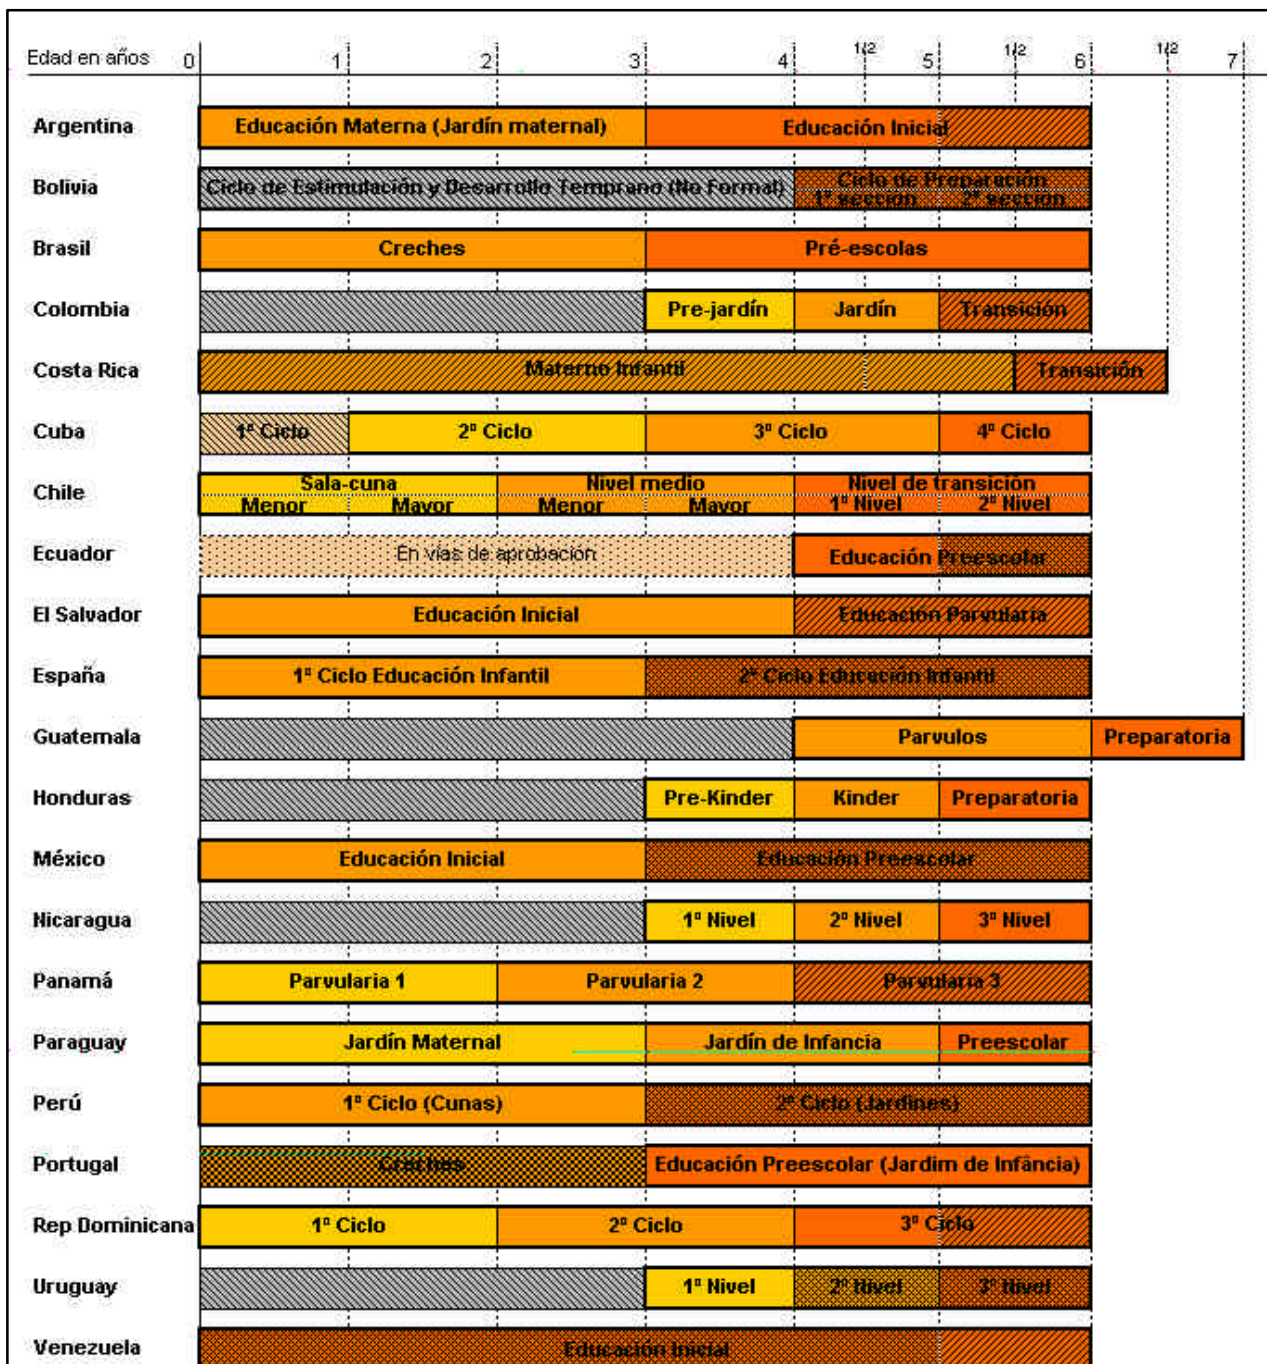 Edad en años 0 1 2 3 4 1/2 5 1/2 6 1/2 7
Argentina Educación Materna (Jardín maternal) Educación Inicial
Bolivia Ciclo de Estimulación y Desarrollo Temprano (No Formal) Ciclo de Preparación
1ª sección 2ª sección
Brasil Creches Pré-escolas
Colombia Pre-jardín Jardín Transición
Costa Rica Materno Infantil Transición
Cuba 1º Ciclo 2º Ciclo 3º Ciclo 4º Ciclo
Chile Sala-cuna Nivel medio Nivel de transición
Menor Mayor Menor Mayor 1º Nivel 2º Nivel
Ecuador En vías de aprobación Educación Preescolar
El Salvador Educación Inicial Educación Parvularia
España 1º Ciclo Educación Infantil 2º Ciclo Educación Infantil
Guatemala Parvulos Preparatoria
Honduras Pre-Kinder Kinder Preparatoria
México Educación Inicial Educación Preescolar
Nicaragua 1º Nivel 2º Nivel 3º Nivel
Panamá Parvularia 1 Parvularia 2 Parvularia 3
Paraguay Jardín Maternal Jardín de Infancia Preescolar
Perú 1º Ciclo (Cunas) 2º Ciclo (Jardines)
Portugal Creches Educación Preescolar (Jardim de Infância)
Rep Dominicana 1º Ciclo 2º Ciclo 3º Ciclo
Uruguay 1º Nivel 2º Nivel 3º Nivel
Venezuela Educación Inicial